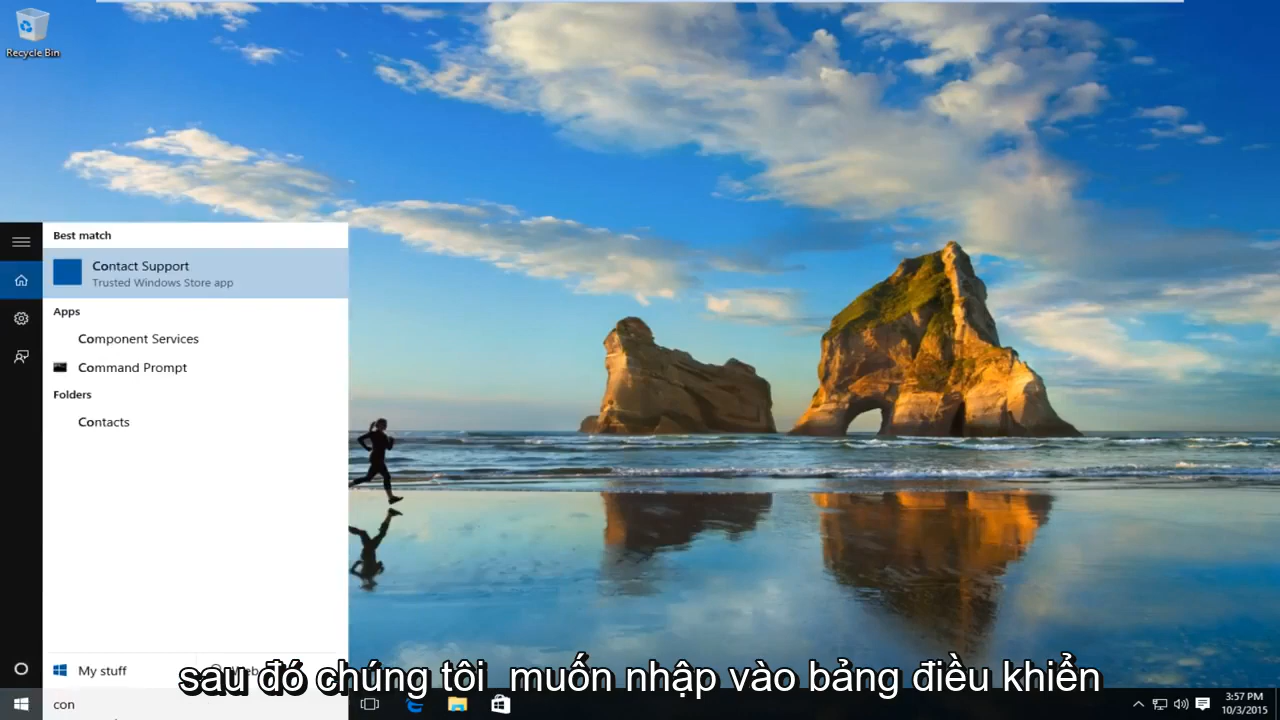 Recycle Bin
Best match
Contact Support
Trusted Windows Store app
Apps
Component Services
Command Prompt
Folders
Contacts
My stuff
Web
sau đó chúng tôi muốn nhập vào bảng điều khiển
con
3:57 PM
10/3/2015